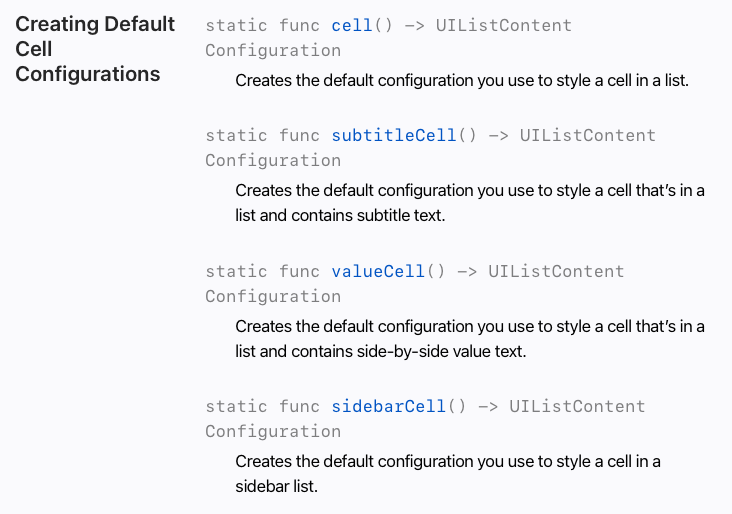 Creating Default
Cell
Configurations
static func cell() -> UIListContent
Configuration
Creates the default configuration you use to style a cell in a list.
static func subtitleCell() -> UIListContent
Configuration
Creates the default configuration you use to style a cell that’s in a
list and contains subtitle text.
static func valueCell() -> UIListContent
Configuration
Creates the default configuration you use to style a cell that’s in a
list and contains side-by-side value text.
static func sidebarCell() -> UIListContent
Configuration
Creates the default configuration you use to style a cell in a
sidebar list.